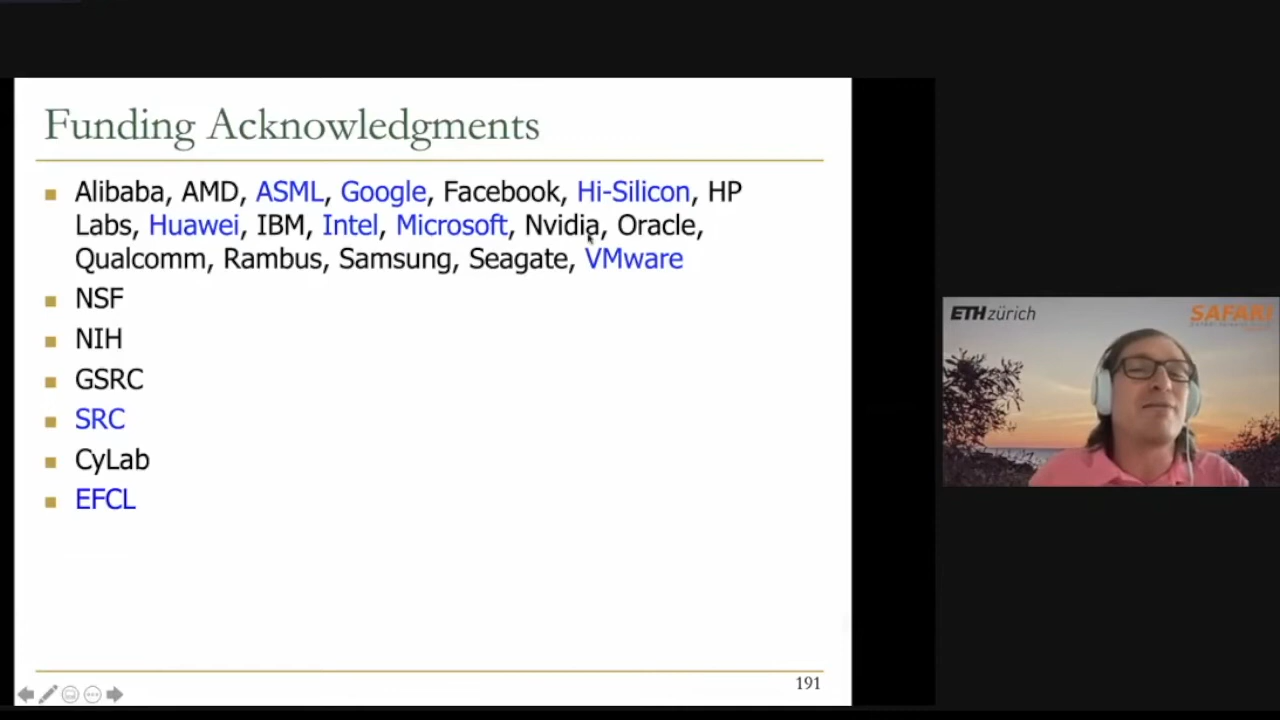 Funding Acknowledgments
Alibaba, AMD, ASML, Google, Facebook, Hi-Silicon, HP
Labs, Huawei, IBM, Intel, Microsoft, Nvidia, Oracle,
Qualcomm, Rambus, Samsung, Seagate, VMware
NSF
NIH
GSRC
SRC
CyLab
EFCL
191
ETH zürich
SAFARI